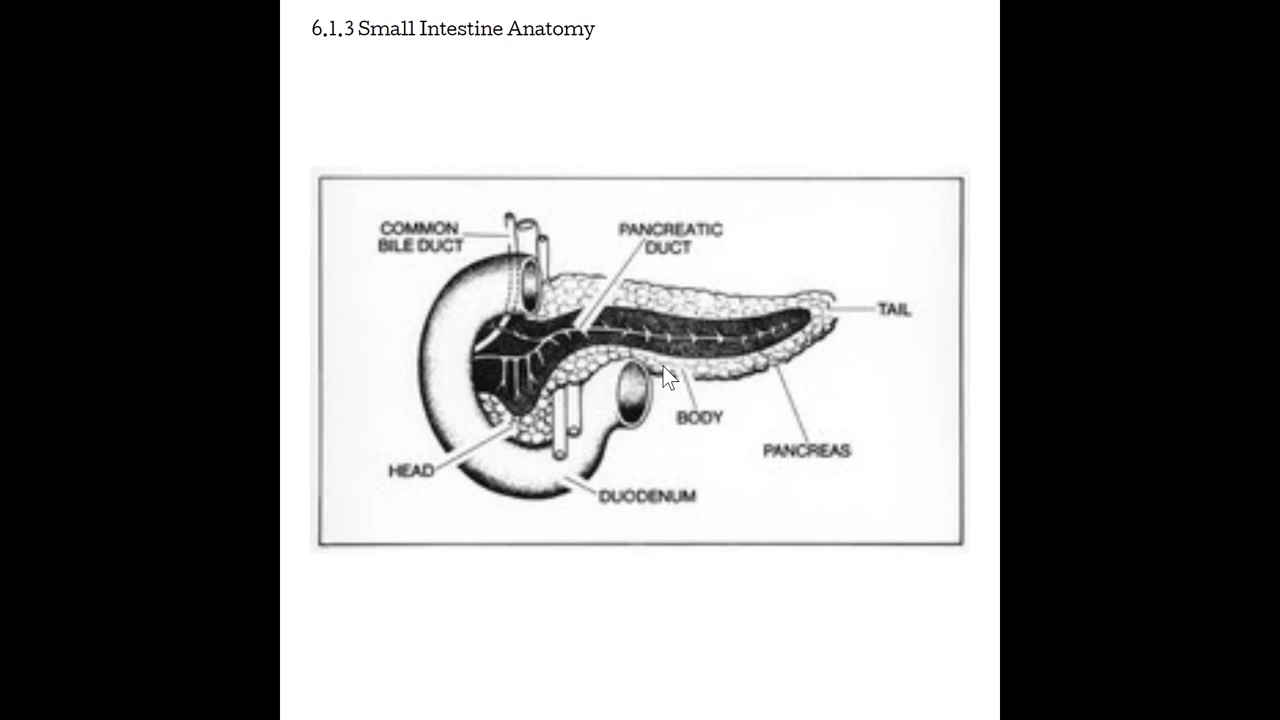 6.1.3 Small Intestine Anatomy
COMMON
BILE DUCT
PANCREATIC
DUCT
TAIL
BODY
PANCREAS
HEAD
DUODENUM